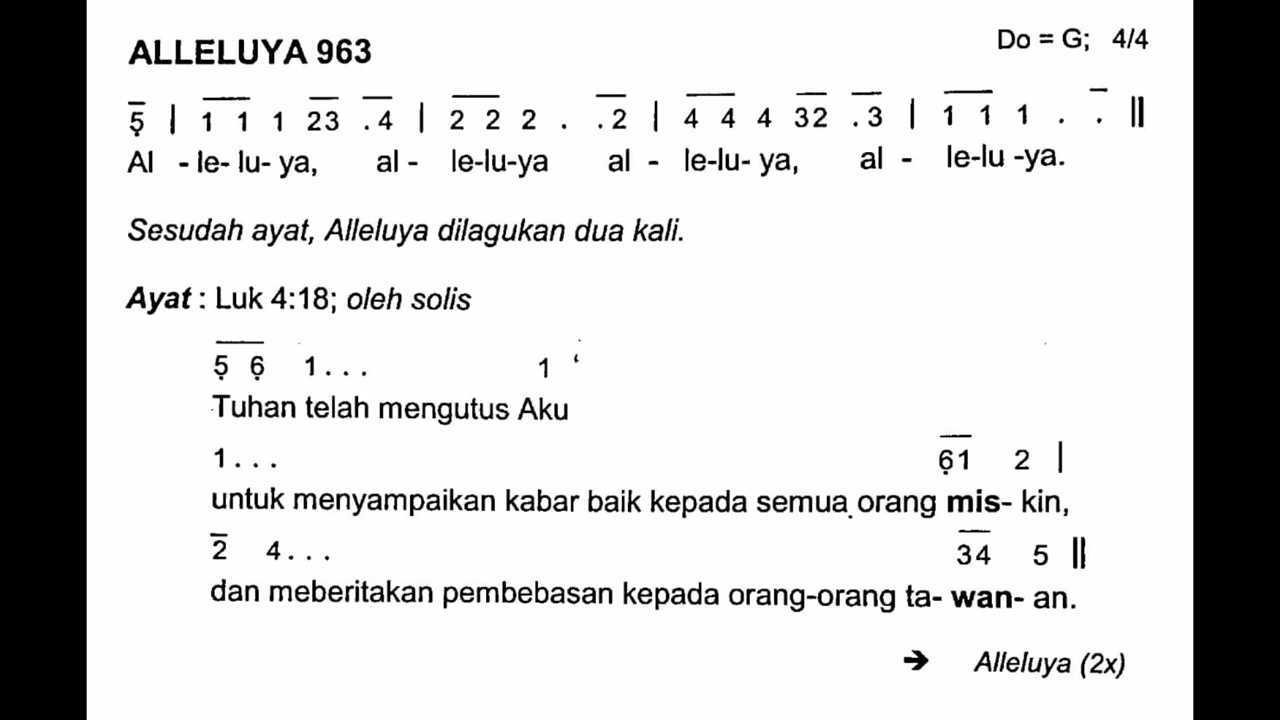 ALLELUYA 963
Do = G; 4/4
5̣ | 1 1 1 23 .4 | 2 2 2 . .2 | 4 4 4 32 .3 | 1 1 1 . . ||
Al - le- lu- ya, al - le-lu-ya al - le-lu- ya, al - le-lu -ya.
Sesudah ayat, Alleluya dilagukan dua kali.
Ayat : Luk 4:18; oleh solis
5̣ 6̣ 1 . . . 1 ‘
Tuhan telah mengutus Aku
1 . . . 6̣1 2 |
untuk menyampaikan kabar baik kepada semua orang mis- kin,
2 4 . . . 34 5 ||
dan meberitakan pembebasan kepada orang-orang ta- wan- an.
➔ Alleluya (2x)